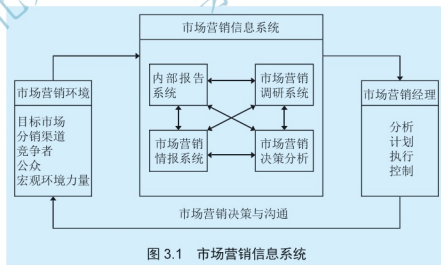 市场营销信息系统
内部报告
系统
市场营销
调研系统
市场营销
情报系统
市场营销
决策分析
市场营销环境
目标市场
分销渠道
竞争者
公众
宏观环境力量
市场营销经理
分析
计划
执行
控制
市场营销决策与沟通
图 3.1 市场营销信息系统